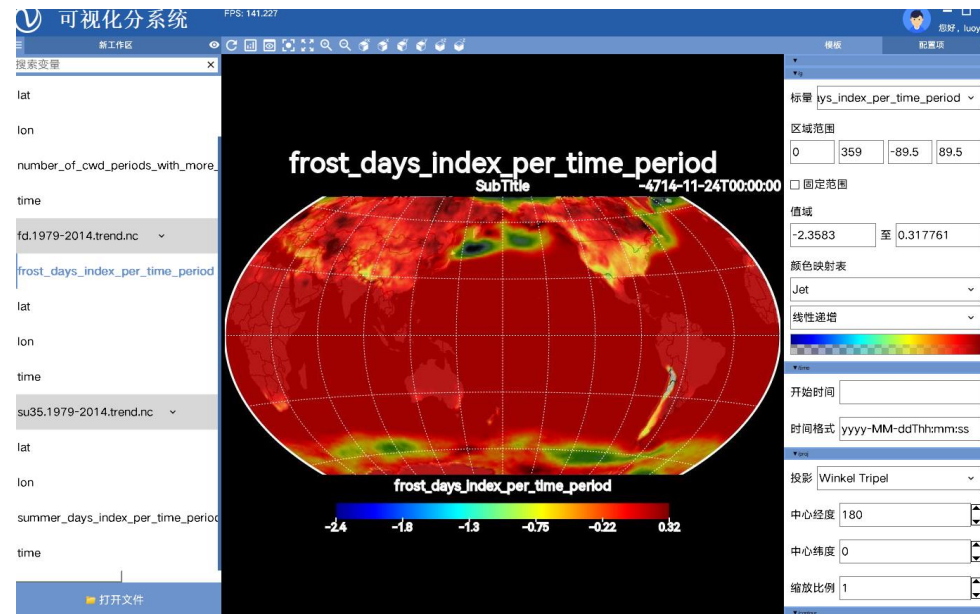 可视化分系统
FPS: 141.227
您好，luoy
新工作区
模板
配置项
搜索变量
lat
lon
number_of_cwd_periods_with_more_
time
fd.1979-2014.trend.nc
frost_days_index_per_time_period
lat
lon
time
su35.1979-2014.trend.nc
lat
lon
summer_days_index_per_time_period
time
打开文件
frost_days_index_per_time_period
SubTitle
-4714-11-24T00:00:00
frost_days_index_per_time_period
-2.4 -1.8 -1.3 -0.75 -0.22 0.32
标量 ays_index_per_time_period
区域范围
0 359 -89.5 89.5
固定范围
值域
-2.3583 至 0.317761
颜色映射表
Jet
线性递增
time
开始时间
时间格式 yyyy-MM-ddThh:mm:ss
投影 Winkel Tripel
中心经度 180
中心纬度 0
缩放比例 1